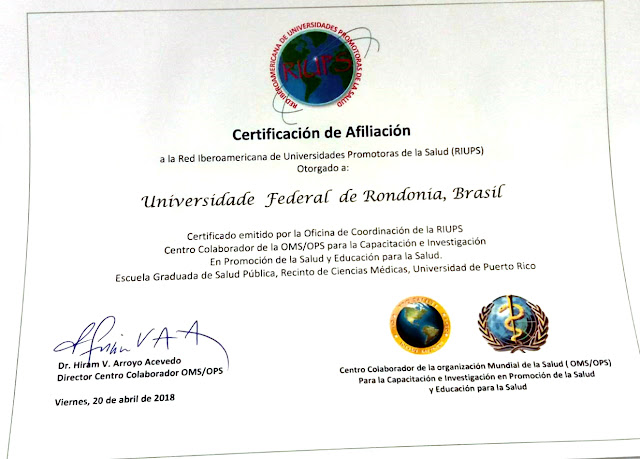 RED IBEROAMERICANA DE UNIVERSIDADES PROMOTORAS DE LA SALUD
RIUPS
Certificación de Afiliación
a la Red Iberoamericana de Universidades Promotoras de la Salud (RIUPS)
Otorgado a:
Universidade Federal de Rondonia, Brasil
Certificado emitido por la Oficina de Coordinación de la RIUPS
Centro Colaborador de la OMS/OPS para la Capacitación e Investigación
En Promoción de la Salud y Educación para la Salud.
Escuela Graduada de Salud Pública, Recinto de Ciencias Médicas, Universidad de Puerto Rico
Dr. Hiram V. Arroyo Acevedo
Director Centro Colaborador OMS/OPS
Viernes, 20 de abril de 2018
Centro Colaborador de la organización Mundial de la Salud ( OMS/OPS)
Para la Capacitación e Investigación en Promoción de la Salud
y Educación para la Salud